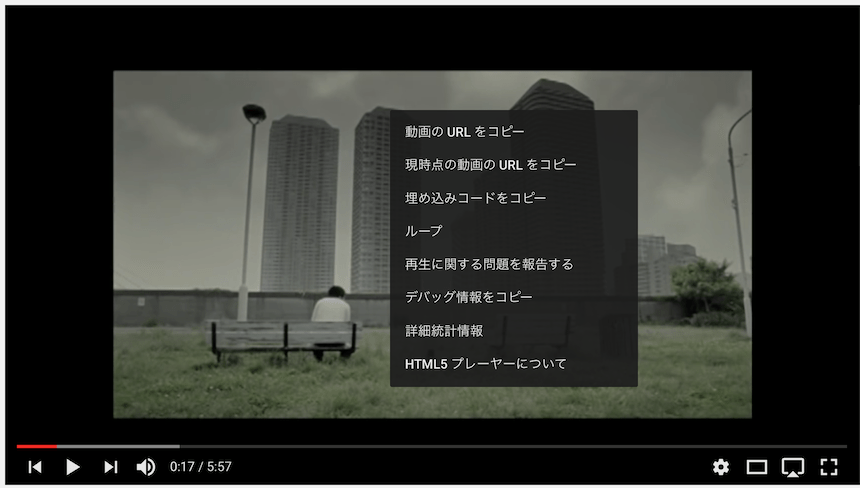 動画の URL をコピー
現時点の動画の URL をコピー
埋め込みコードをコピー
ループ
再生に関する問題を報告する
デバッグ情報をコピー
詳細統計情報
HTML5 プレーヤーについて
0:17 / 5:57